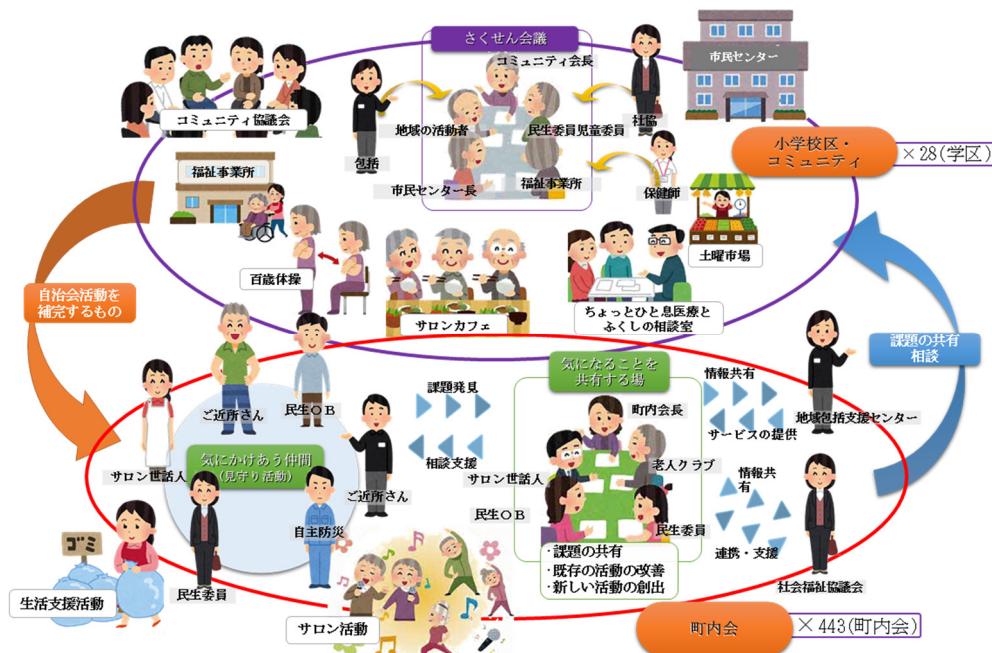 さくせん会議
コミュニティ会長
市民センター
コミュニティ協議会
地域の活動者
民生委員児童委員
社協
包括
小学校区・
コミュニティ
×28(学区)
福祉事業所
市民センター長
福祉事業所
保健師
土曜市場
百歳体操
サロンカフェ
ちょっとひと息医療と
ふくしの相談室
自治会活動を
補完するもの
課題の共有
相談
気になることを
共有する場
ご近所さん
民生OB
課題発見
町内会長
情報共有
地域包括支援センター
サービスの提供
相談支援
サロン世話人
気にかけあう仲間
(見守り活動)
ご近所さん
サロン世話人
老人クラブ
情報共
有
自主防災
民生OB
民生委員
連携・支援
ゴミ
生活支援活動
民生委員
・課題の共有
・既存の活動の改善
・新しい活動の創出
社会福祉協議会
サロン活動
町内会
×443(町内会)